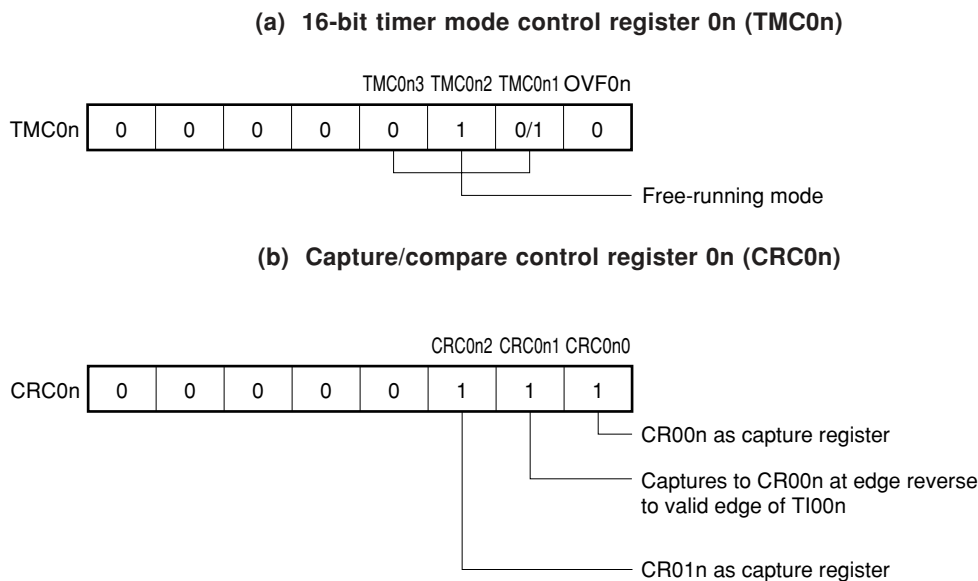 (a) 16-bit timer mode control register 0n (TMC0n)
TMC0n3 TMC0n2 TMC0n1 OVF0n
TMC0n 0 0 0 0 0 1 0/1 0
Free-running mode
(b) Capture/compare control register 0n (CRC0n)
CRC0n2 CRC0n1 CRC0n0
CRC0n 0 0 0 0 0 1 1 1
CR00n as capture register
Captures to CR00n at edge reverse
to valid edge of TI00n
CR01n as capture register